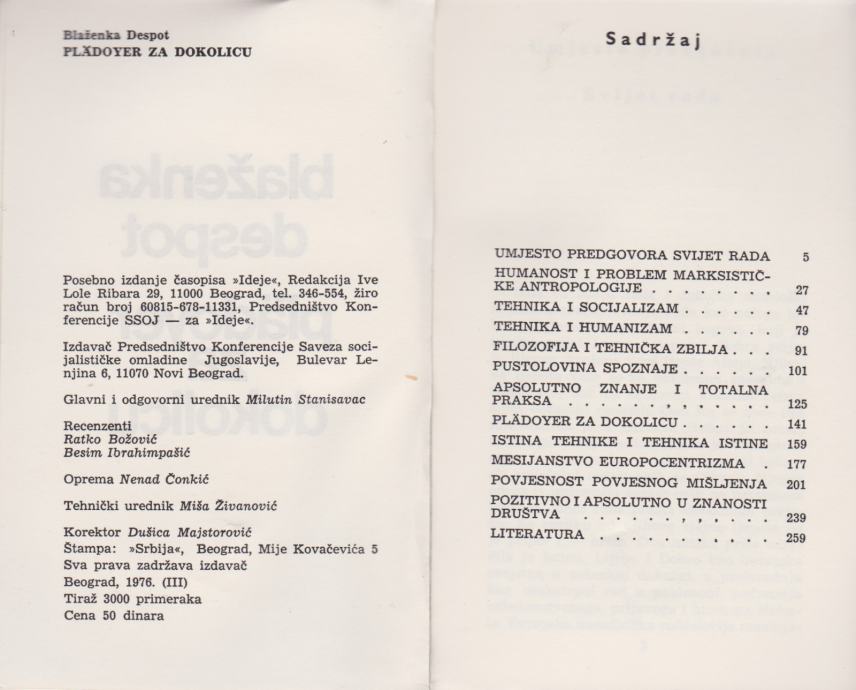 Blaženka Despot
PLÄDOYER ZA DOKOLICU
Posebno izdanje časopisa »Ideje«, Redakcija Ive
Lole Ribara 29, 11000 Beograd, tel. 346-554, žiro
račun broj 60815-678-11331, Predsedništvo Kon-
ferencije SSOJ — za »Ideje«.
Izdavač Predsedništvo Konferencije Saveza soci-
jalističke omladine Jugoslavije, Bulevar Le-
njina 6, 11070 Novi Beograd.
Glavni i odgovorni urednik Milutin Stanisavac
Recenzenti
Ratko Božović
Besim Ibrahimpašić
Oprema Nenad Čonkić
Tehnički urednik Miša Živanović
Korektor Dušica Majstorović
Štampa: »Srbija«, Beograd, Mije Kovačevića 5
Sva prava zadržava izdavač
Beograd, 1976. (III)
Tiraž 3000 primeraka
Cena 50 dinara
Sadržaj
UMJESTO PREDGOVORA SVIJET RADA 5
HUMANOST I PROBLEM MARKSISTIČ-
KE ANTROPOLOGIJE . . . . . . . . 27
TEHNIKA I SOCIJALIZAM . . . . . . 47
TEHNIKA I HUMANIZAM . . . . . . 79
FILOZOFIJA I TEHNIČKA ZBILJA . . . 91
PUSTOLOVINA SPOZNAJE . . . . . . 101
APSOLUTNO ZNANJE I TOTALNA
PRAKSA . . . . . . . . . . . 125
PLÄDOYER ZA DOKOLICU . . . . . . 141
ISTINA TEHNIKE I TEHNIKA ISTINE 159
MESIJANSTVO EUROPOCENTRIZMA . 177
POVJESNOST POVJESNOG MIŠLJENJA 201
POZITIVNO I APSOLUTNO U ZNANOSTI
DRUŠTVA . . . . . . . . . . . 239
LITERATURA . . . . . . . . . . 259